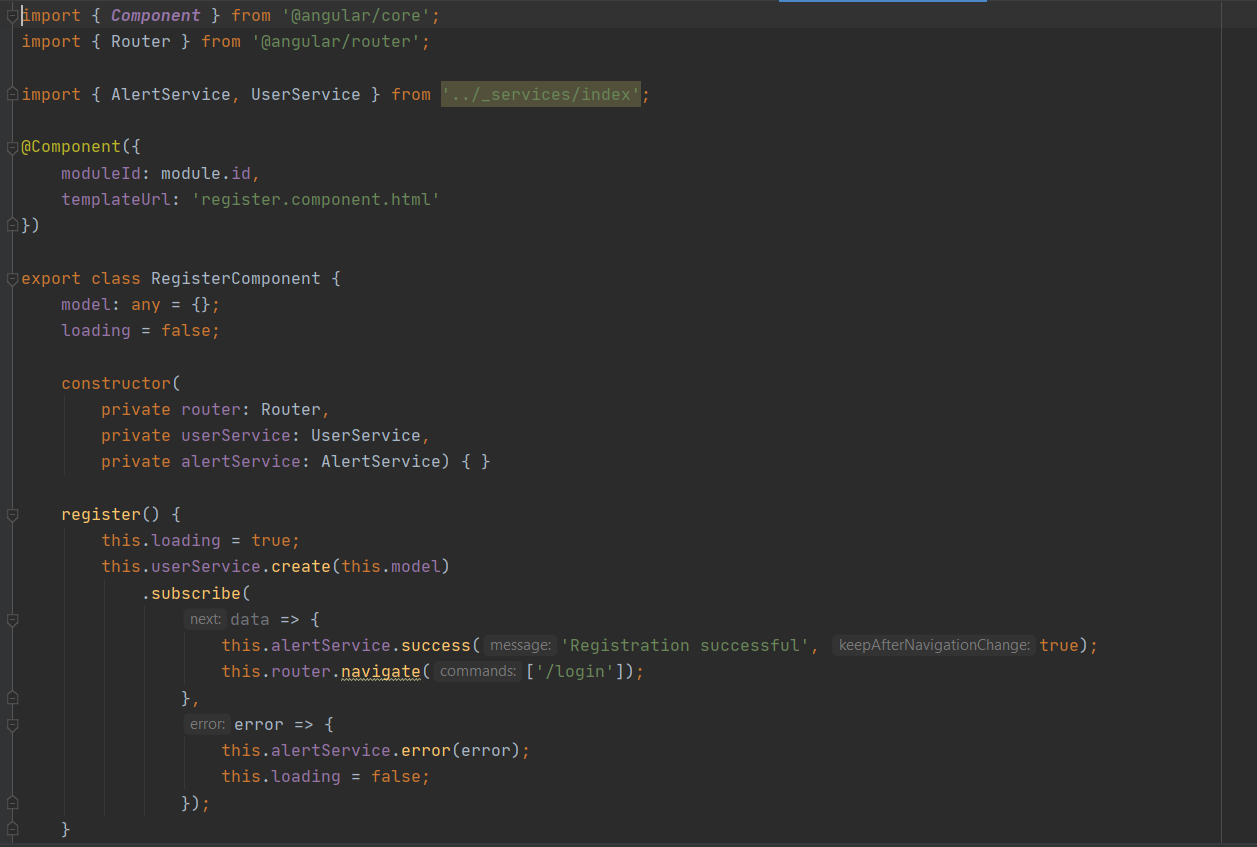 import { Component } from '@angular/core';
import { Router } from '@angular/router';
import { AlertService, UserService } from '../_services/index';
@Component({
    moduleId: module.id,
    templateUrl: 'register.component.html'
})
export class RegisterComponent {
    model: any = {};
    loading = false;
    constructor(
        private router: Router,
        private userService: UserService,
        private alertService: AlertService) { }
    register() {
        this.loading = true;
        this.userService.create(this.model)
            .subscribe(
                next: data => {
                    this.alertService.success( message: 'Registration successful', keepAfterNavigationChange: true);
                    this.router.navigate( commands: ['/login']);
                },
                error: error => {
                    this.alertService.error(error);
                    this.loading = false;
                });
    }